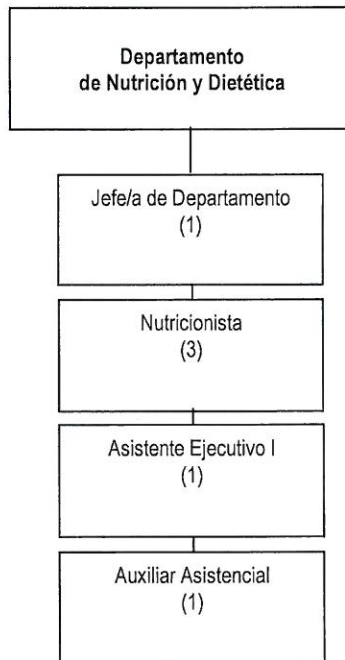 Departamento
de Nutrición y Dietética
Jefe/a de Departamento
(1)
Nutricionista
(3)
Asistente Ejecutivo I
(1)
Auxiliar Asistencial
(1)